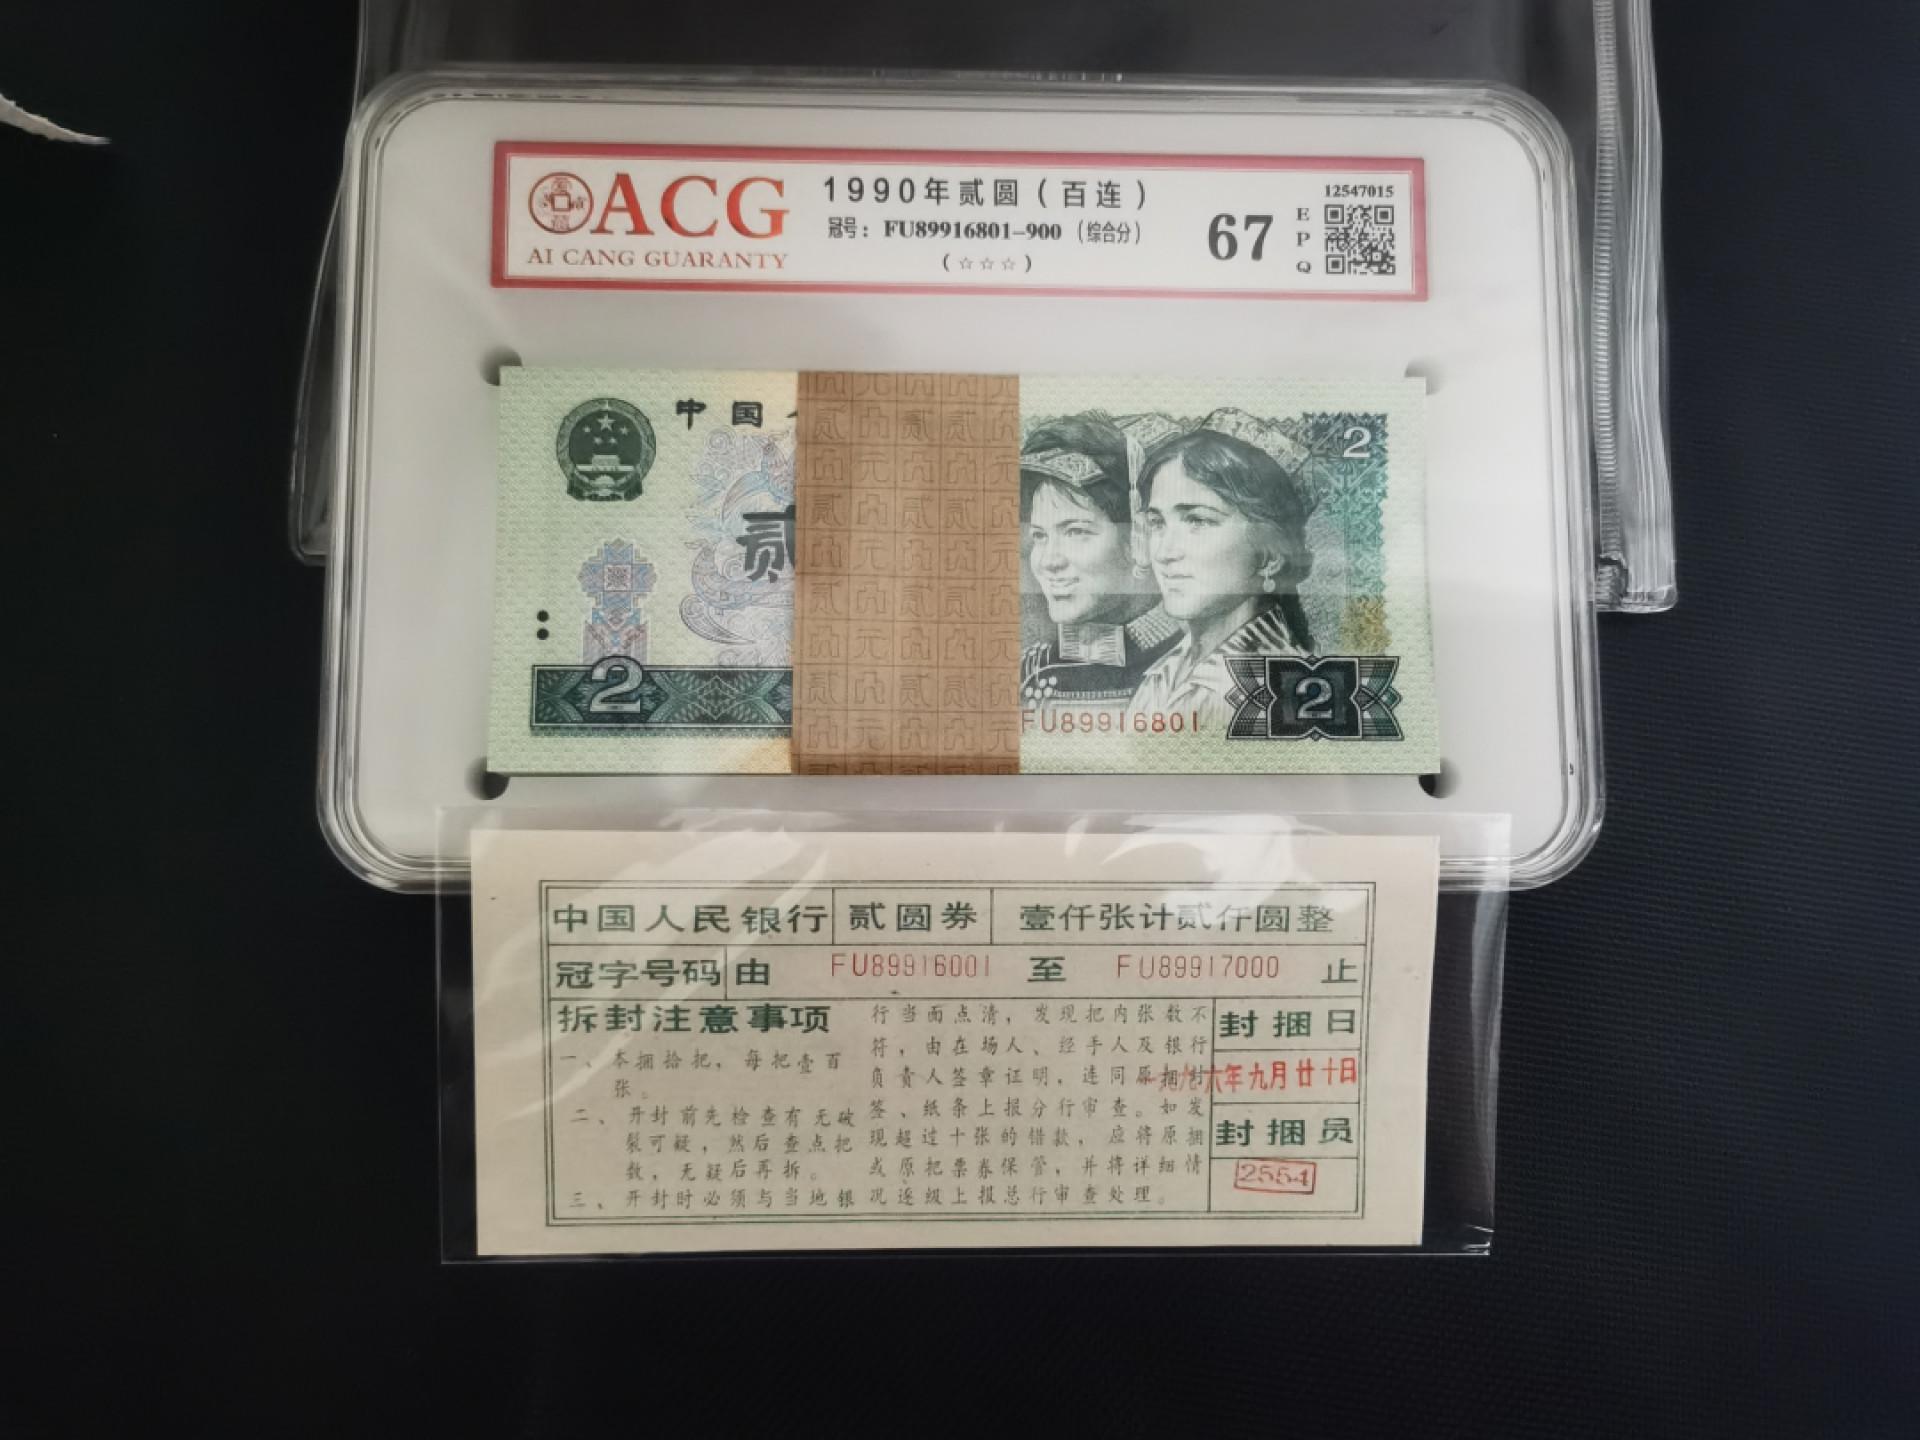 ACG
AI CANG GUARANTY
1990年贰圆（百连）
冠号：FU89916801-900（综合分）
（☆☆☆）
67
E
P
Q
12547015
中国
贰
2
2
2
FU89916801
中国人民银行 贰圆券 壹仟张计贰仟圆整
冠字号码 由 FU89916001 至 FU89917000 止
拆封注意事项
一、本捆拾把，每把壹百
张。
二、开封前先检查有无破
裂可疑，然后查点把
数，无疑后再拆。
三、开封时必须与当地银
行当面点清，发现把内张数不
符，由在场人、经手人及银行
负责人签章证明，连同原捆封
签、纸条上报分行审查。如发
现超过十张的错款，应将原捆
或原把票券保管，并将详细情
况逐级上报总行审查处理。
封捆日
一九九六年九月廿十日
封捆员
2554